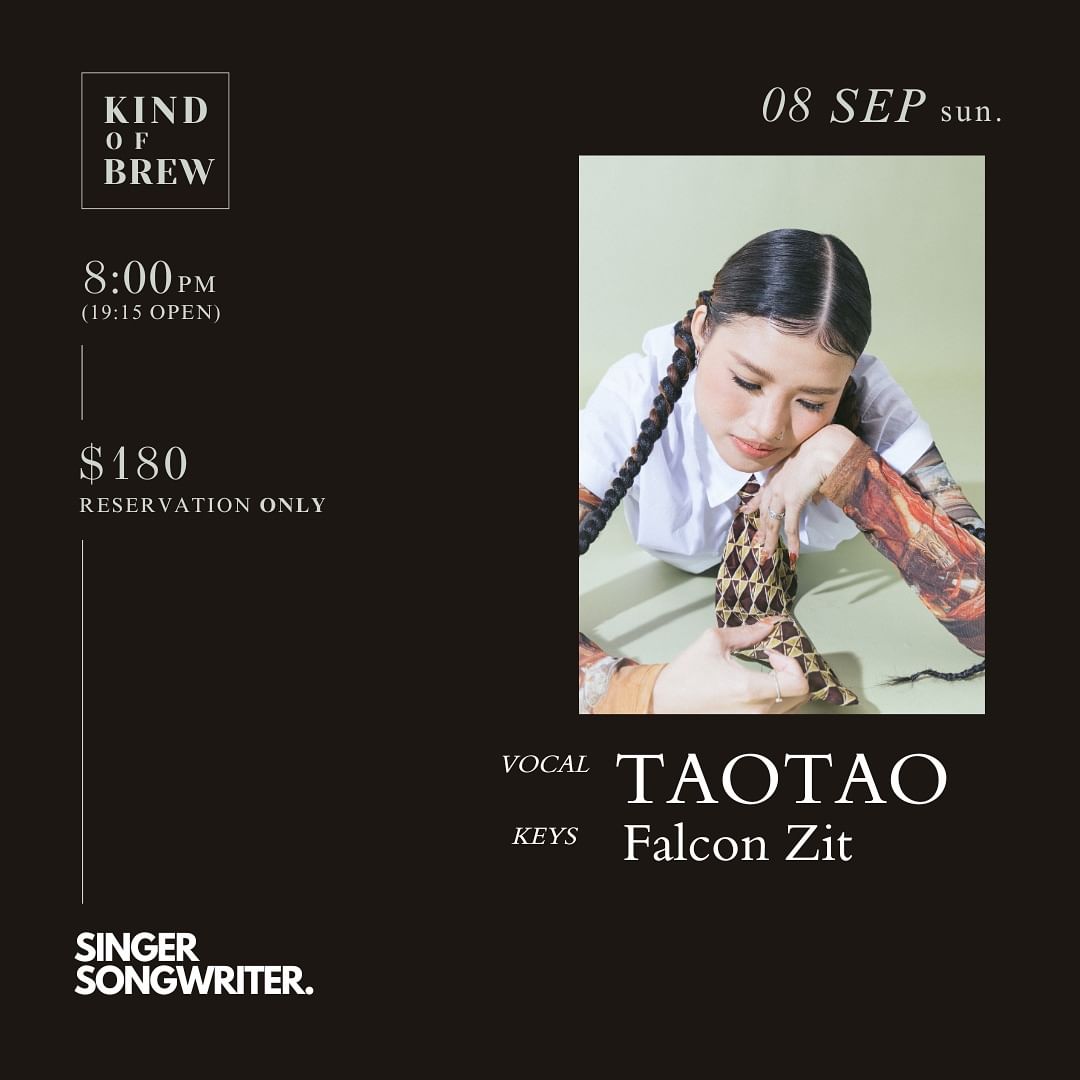 KIND
OF
BREW
08 SEP sun.
8:00PM
(19:15 OPEN)
$180
RESERVATION ONLY
VOCAL TAOTAO
KEYS Falcon Zit
SINGER
SONGWRITER.